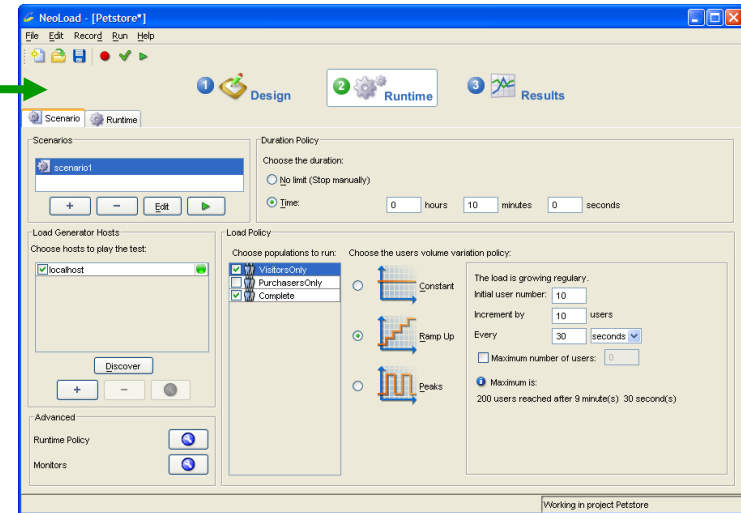 NeoLoad - [Petstore*]
File Edit Record Run Help
1 Design 2 Runtime 3 Results
Scenario Runtime
Scenarios
scenario1
+ - Edit
Duration Policy
Choose the duration:
No limit (Stop manually)
Time: 0 hours 10 minutes 0 seconds
Load Generator Hosts
Choose hosts to play the test:
localhost
Discover
+ -
Advanced
Runtime Policy
Monitors
Load Policy
Choose populations to run:
VisitorsOnly
PurchasersOnly
Complete
Choose the users volume variation policy:
Constant
Ramp Up
Peaks
The load is growing regulary.
Initial user number: 10
Increment by 10 users
Every 30 seconds
Maximum number of users: 0
Maximum is:
200 users reached after 9 minute(s) 30 second(s)
Working in project Petstore